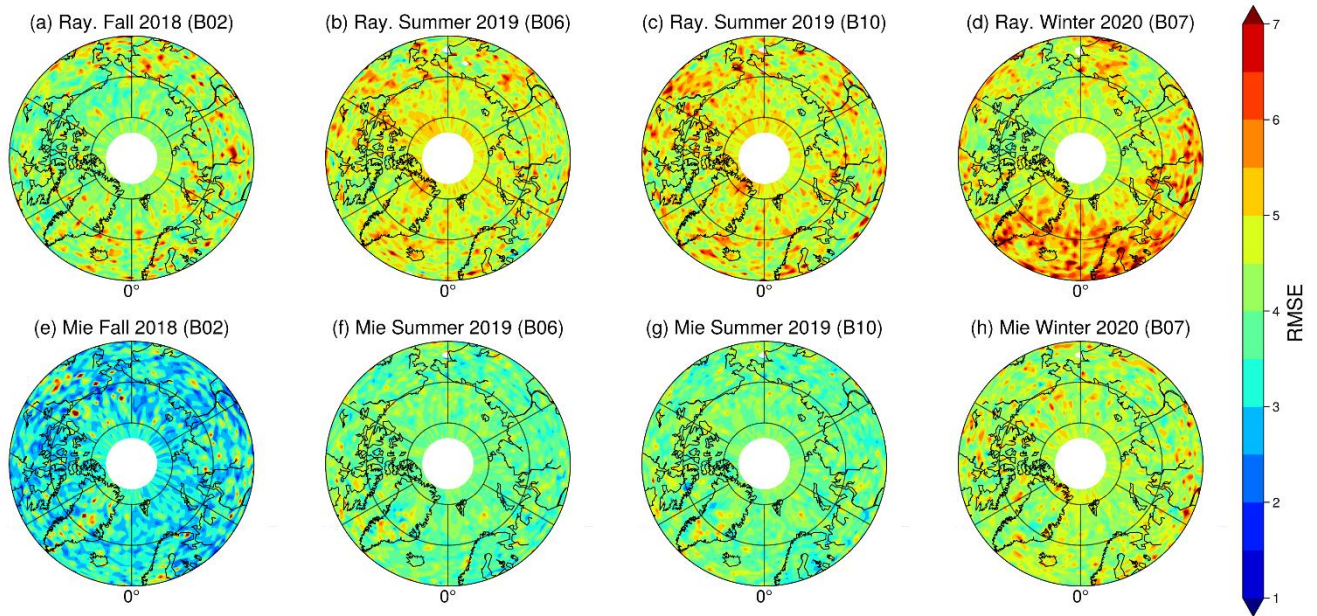 (a) Ray. Fall 2018 (B02)
(b) Ray. Summer 2019 (B06)
(c) Ray. Summer 2019 (B10)
(d) Ray. Winter 2020 (B07)
0°
0°
0°
0°
(e) Mie Fall 2018 (B02)
(f) Mie Summer 2019 (B06)
(g) Mie Summer 2019 (B10)
(h) Mie Winter 2020 (B07)
0°
0°
0°
0°
7
6
5
4
3
2
1
RMSE